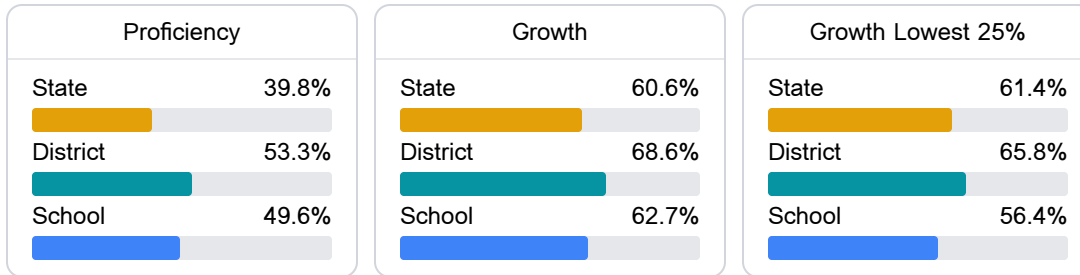 Proficiency
State 39.8%
District 53.3%
School 49.6%
Growth
State 60.6%
District 68.6%
School 62.7%
Growth Lowest 25%
State 61.4%
District 65.8%
School 56.4%